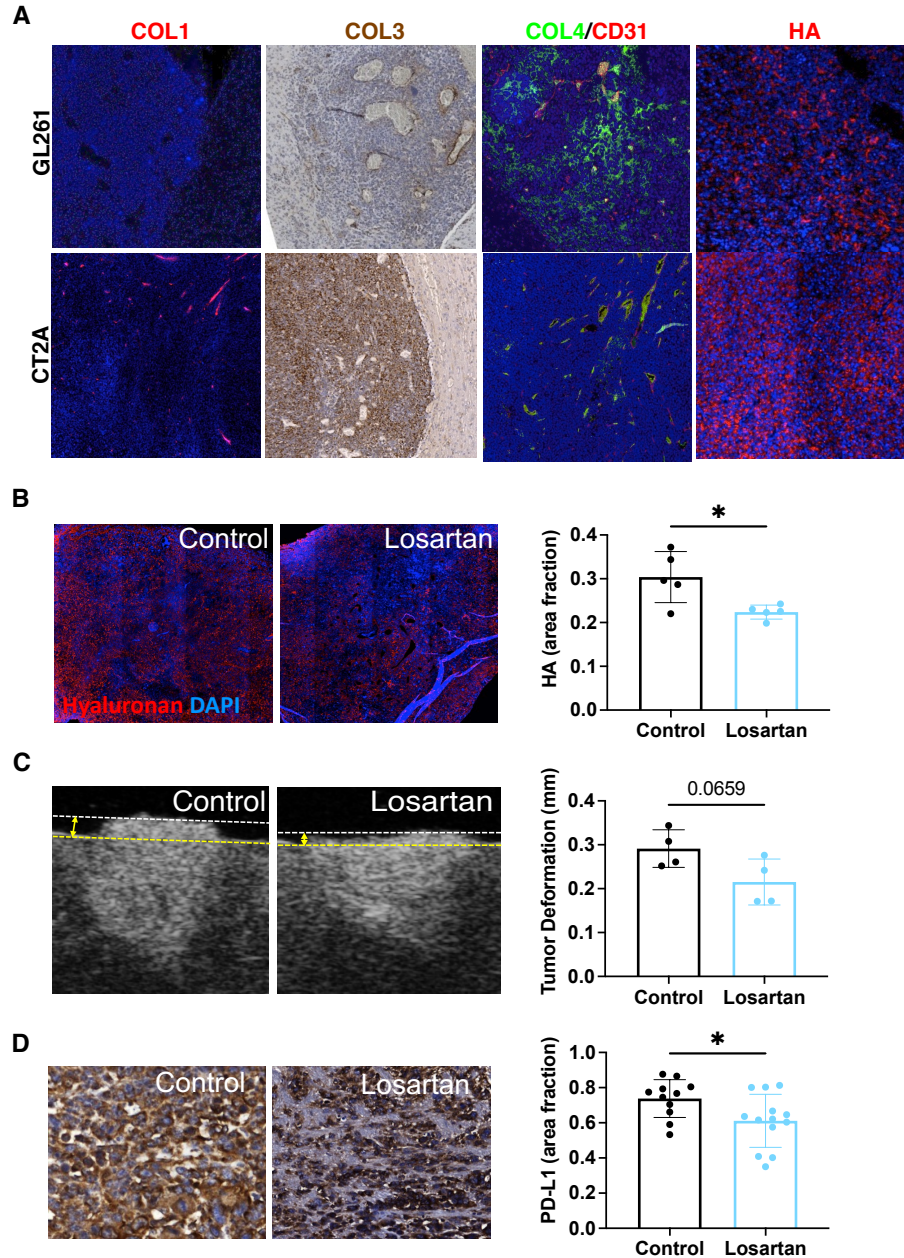 A
COL1 COL3 COL4/CD31 HA
GL261
CT2A
B
Control Losartan
Hyaluronan DAPI
HA (area fraction)
0.4
0.3
0.2
0.1
0.0
*
Control Losartan
C
Control Losartan
Tumor Deformation (mm)
0.4
0.3
0.2
0.1
0.0
0.0659
Control Losartan
D
Control Losartan
PD-L1 (area fraction)
1.0
0.8
0.6
0.4
0.2
0.0
*
Control Losartan